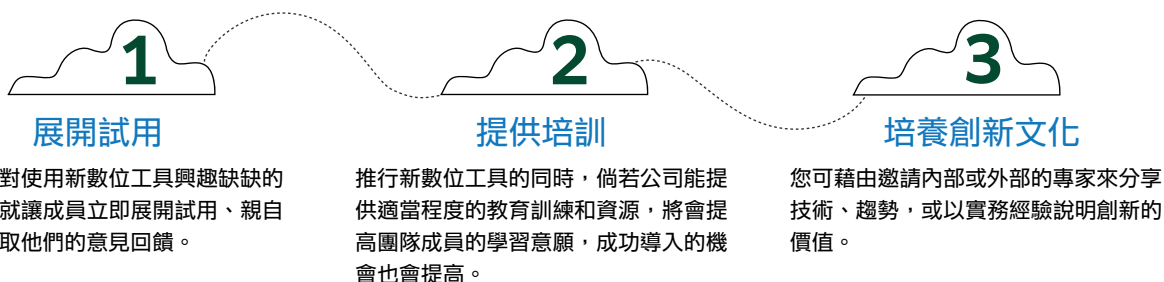 1
展開試用
對使用新數位工具興趣缺缺的
就讓成員立即展開試用、親自
取他們的意見回饋。
2
提供培訓
推行新數位工具的同時，倘若公司能提
供適當程度的教育訓練和資源，將會提
高團隊成員的學習意願，成功導入的機
會也會提高。
3
培養創新文化
您可藉由邀請內部或外部的專家來分享
技術、趨勢，或以實務經驗說明創新的
價值。